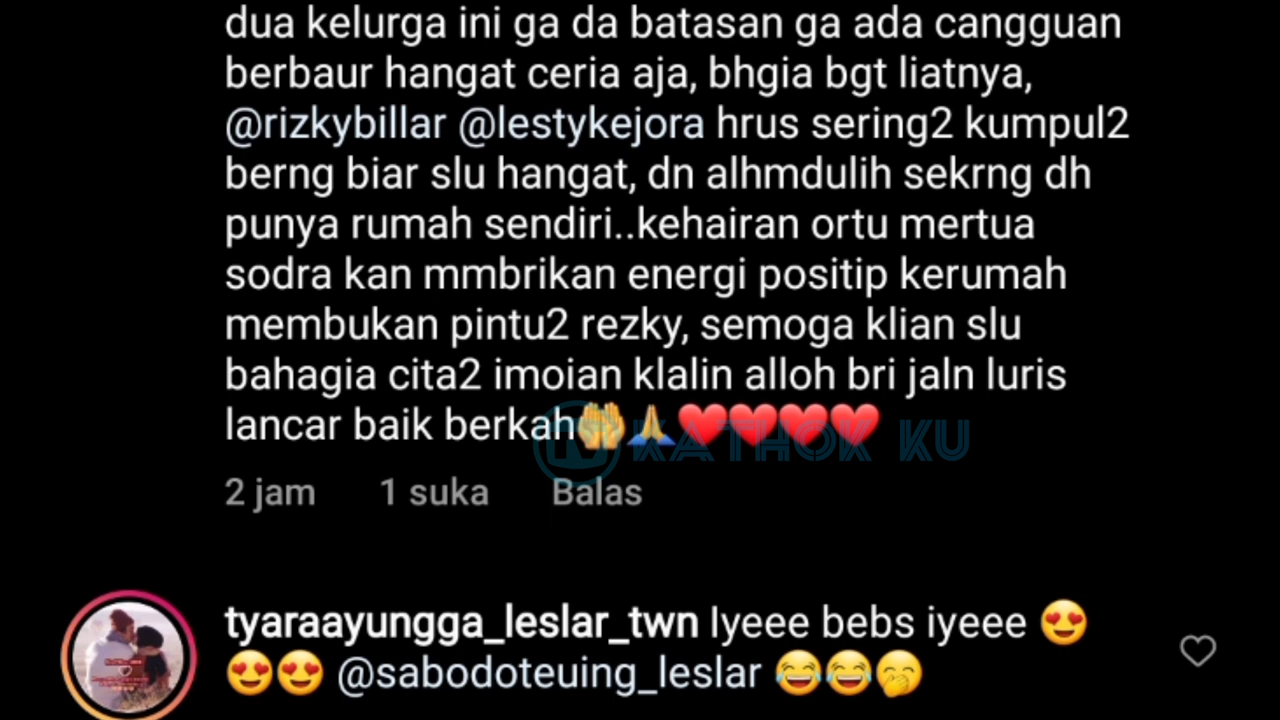 dua kelurga ini ga da batasan ga ada cangguan
berbaur hangat ceria aja, bhgia bgt liatnya,
@rizkybillar @lestykejora hrus sering2 kumpul2
berng biar slu hangat, dn alhmdulih sekrng dh
punya rumah sendiri..kehairan ortu mertua
sodra kan mmbrikan energi positip kerumah
membukan pintu2 rezky, semoga klian slu
bahagia cita2 imoian klalin alloh bri jaln luris
lancar baik berkah🤲🙏❤️❤️❤️❤️
KATHOK KU
2 jam 1 suka Balas
tyaraayungga_leslar_twn Iyeee bebs iyeee 😍
😍😍 @sabodoteuing_leslar 😂😂🤭